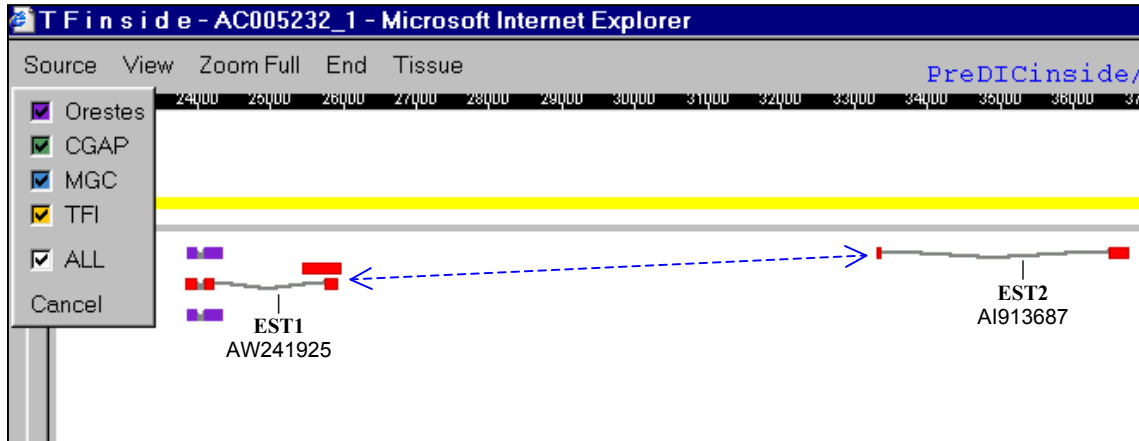 T F i n s i d e - AC005232_1 - Microsoft Internet Explorer
Source View Zoom Full End Tissue
PreDICinside/
24000 25000 26000 27000 28000 29000 30000 31000 32000 33000 34000 35000 36000 37
Orestes
CGAP
MGC
TFI
ALL
Cancel
EST1
AW241925
EST2
AI913687